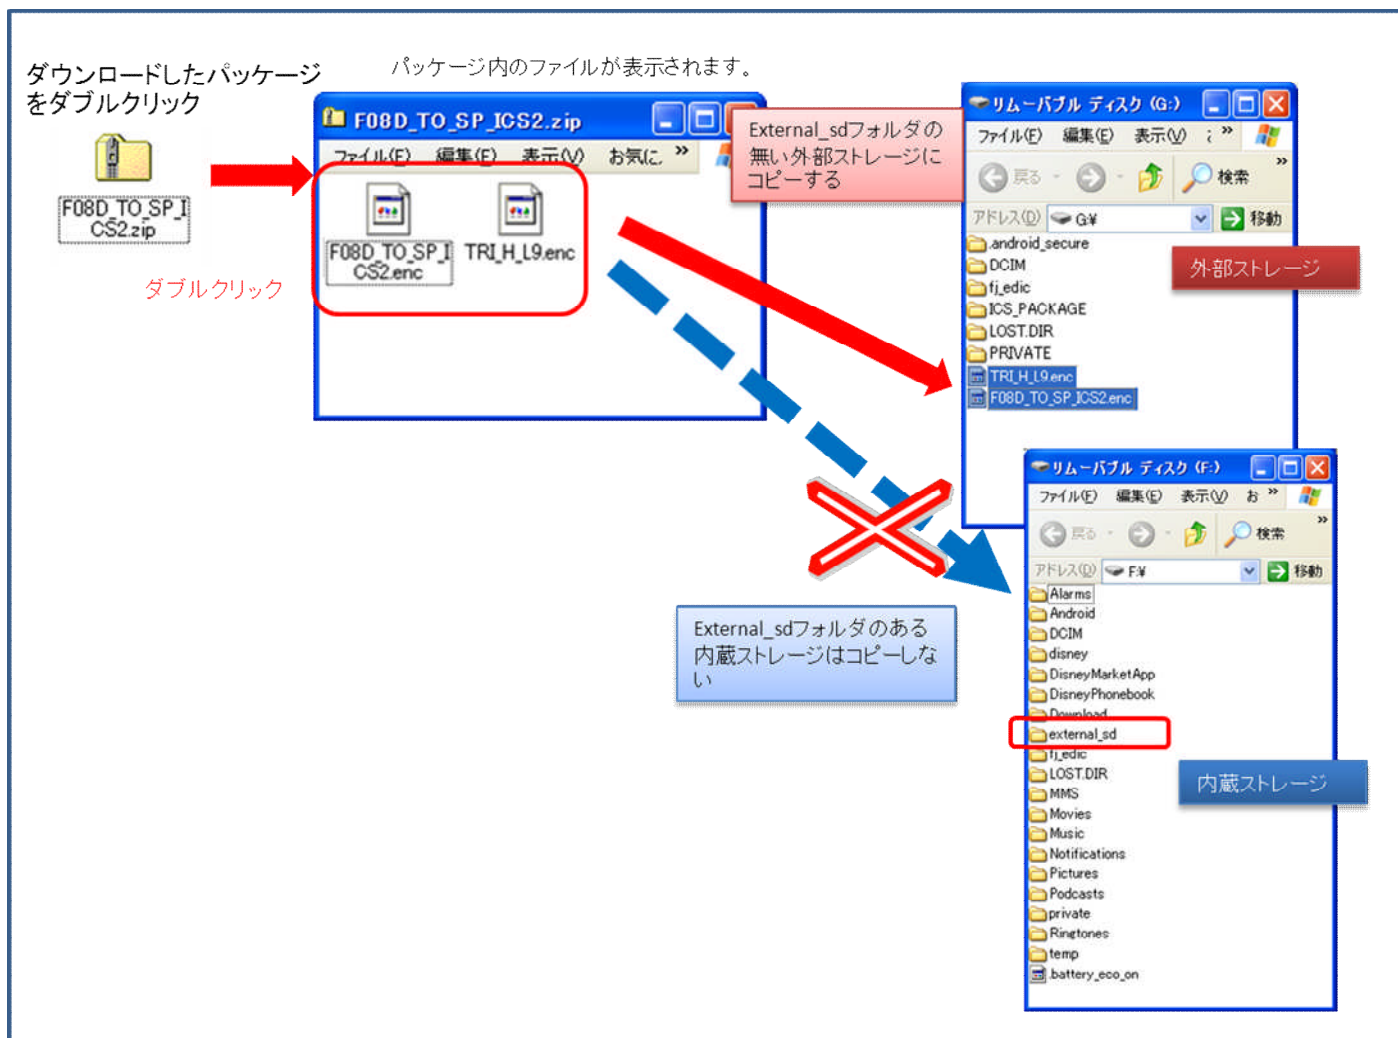 ダウンロードしたパッケージ
をダブルクリック
F08D_TO_SP_I
CS2.zip
ダブルクリック
パッケージ内のファイルが表示されます。
F08D_TO_SP_ICS2.zip
ファイル(F) 編集(E) 表示(V) お気に. »
F08D_TO_SP_I
CS2.enc
TRI_H_L9.enc
External_sdフォルダの
無い外部ストレージに
コピーする
リムーバブル ディスク (G:)
ファイル(F) 編集(E) 表示(V) »
戻る 検索 »
アドレス(D) G:¥ 移動
.android_secure
DCIM
fj_edic
ICS_PACKAGE
LOST.DIR
PRIVATE
TRI_H_L9.enc
F08D_TO_SP_ICS2.enc
外部ストレージ
External_sdフォルダのある
内蔵ストレージはコピーしな
い
リムーバブル ディスク (F:)
ファイル(F) 編集(E) 表示(V) お »
戻る 検索 »
アドレス(D) F:¥ 移動
Alarms
Android
DCIM
disney
DisneyMarketApp
DisneyPhonebook
Download
external_sd
fj_edic
LOST.DIR
MMS
Movies
Music
Notifications
Pictures
Podcasts
private
Ringtones
temp
.battery_eco_on
内蔵ストレージ